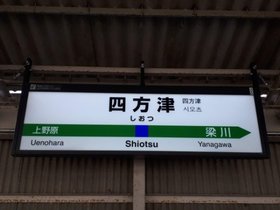 四方津
四方津
시오츠
しおつ
上野原
梁川
Uenohara
Shiotsu
Yanagawa